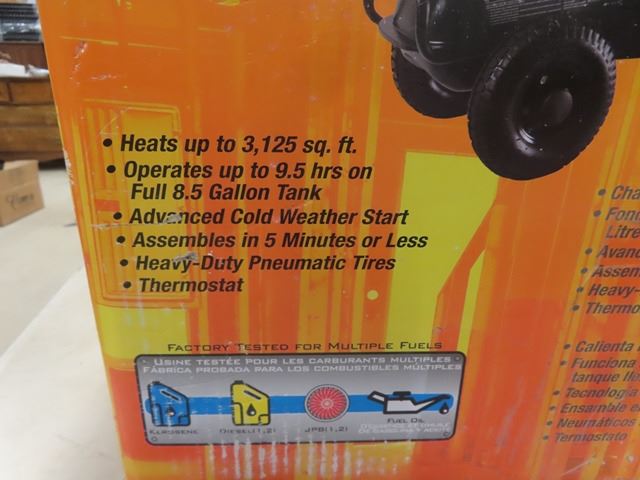 • Heats up to 3,125 sq. ft.
• Operates up to 9.5 hrs on
Full 8.5 Gallon Tank
• Advanced Cold Weather Start
• Assembles in 5 Minutes or Less
• Heavy-Duty Pneumatic Tires
• Thermostat
• Cha
• Fonc
Litre
• Avanc
• Assem
• Heavy-
• Thermo
• Calienta
• Funciona
tanque lle
• Tecnología
• Ensamble e
• Neumáticos
• Termostato
FACTORY TESTED FOR MULTIPLE FUELS
USINE TESTÉE POUR LES CARBURANTS MULTIPLES
FÁBRICA PROBADA PARA LOS COMBUSTIBLES MÚLTIPLES
KEROSENE
DIESEL(1,2)
JP8(1,2)
FUEL OIL